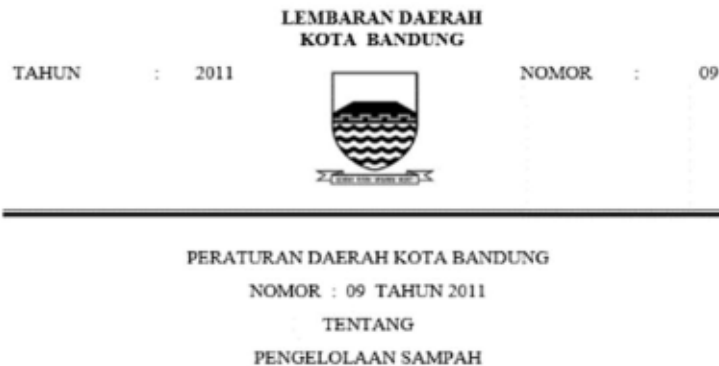 LEMBARAN DAERAH
KOTA BANDUNG
TAHUN : 2011
NOMOR : 09
PERATURAN DAERAH KOTA BANDUNG
NOMOR : 09 TAHUN 2011
TENTANG
PENGELOLAAN SAMPAH